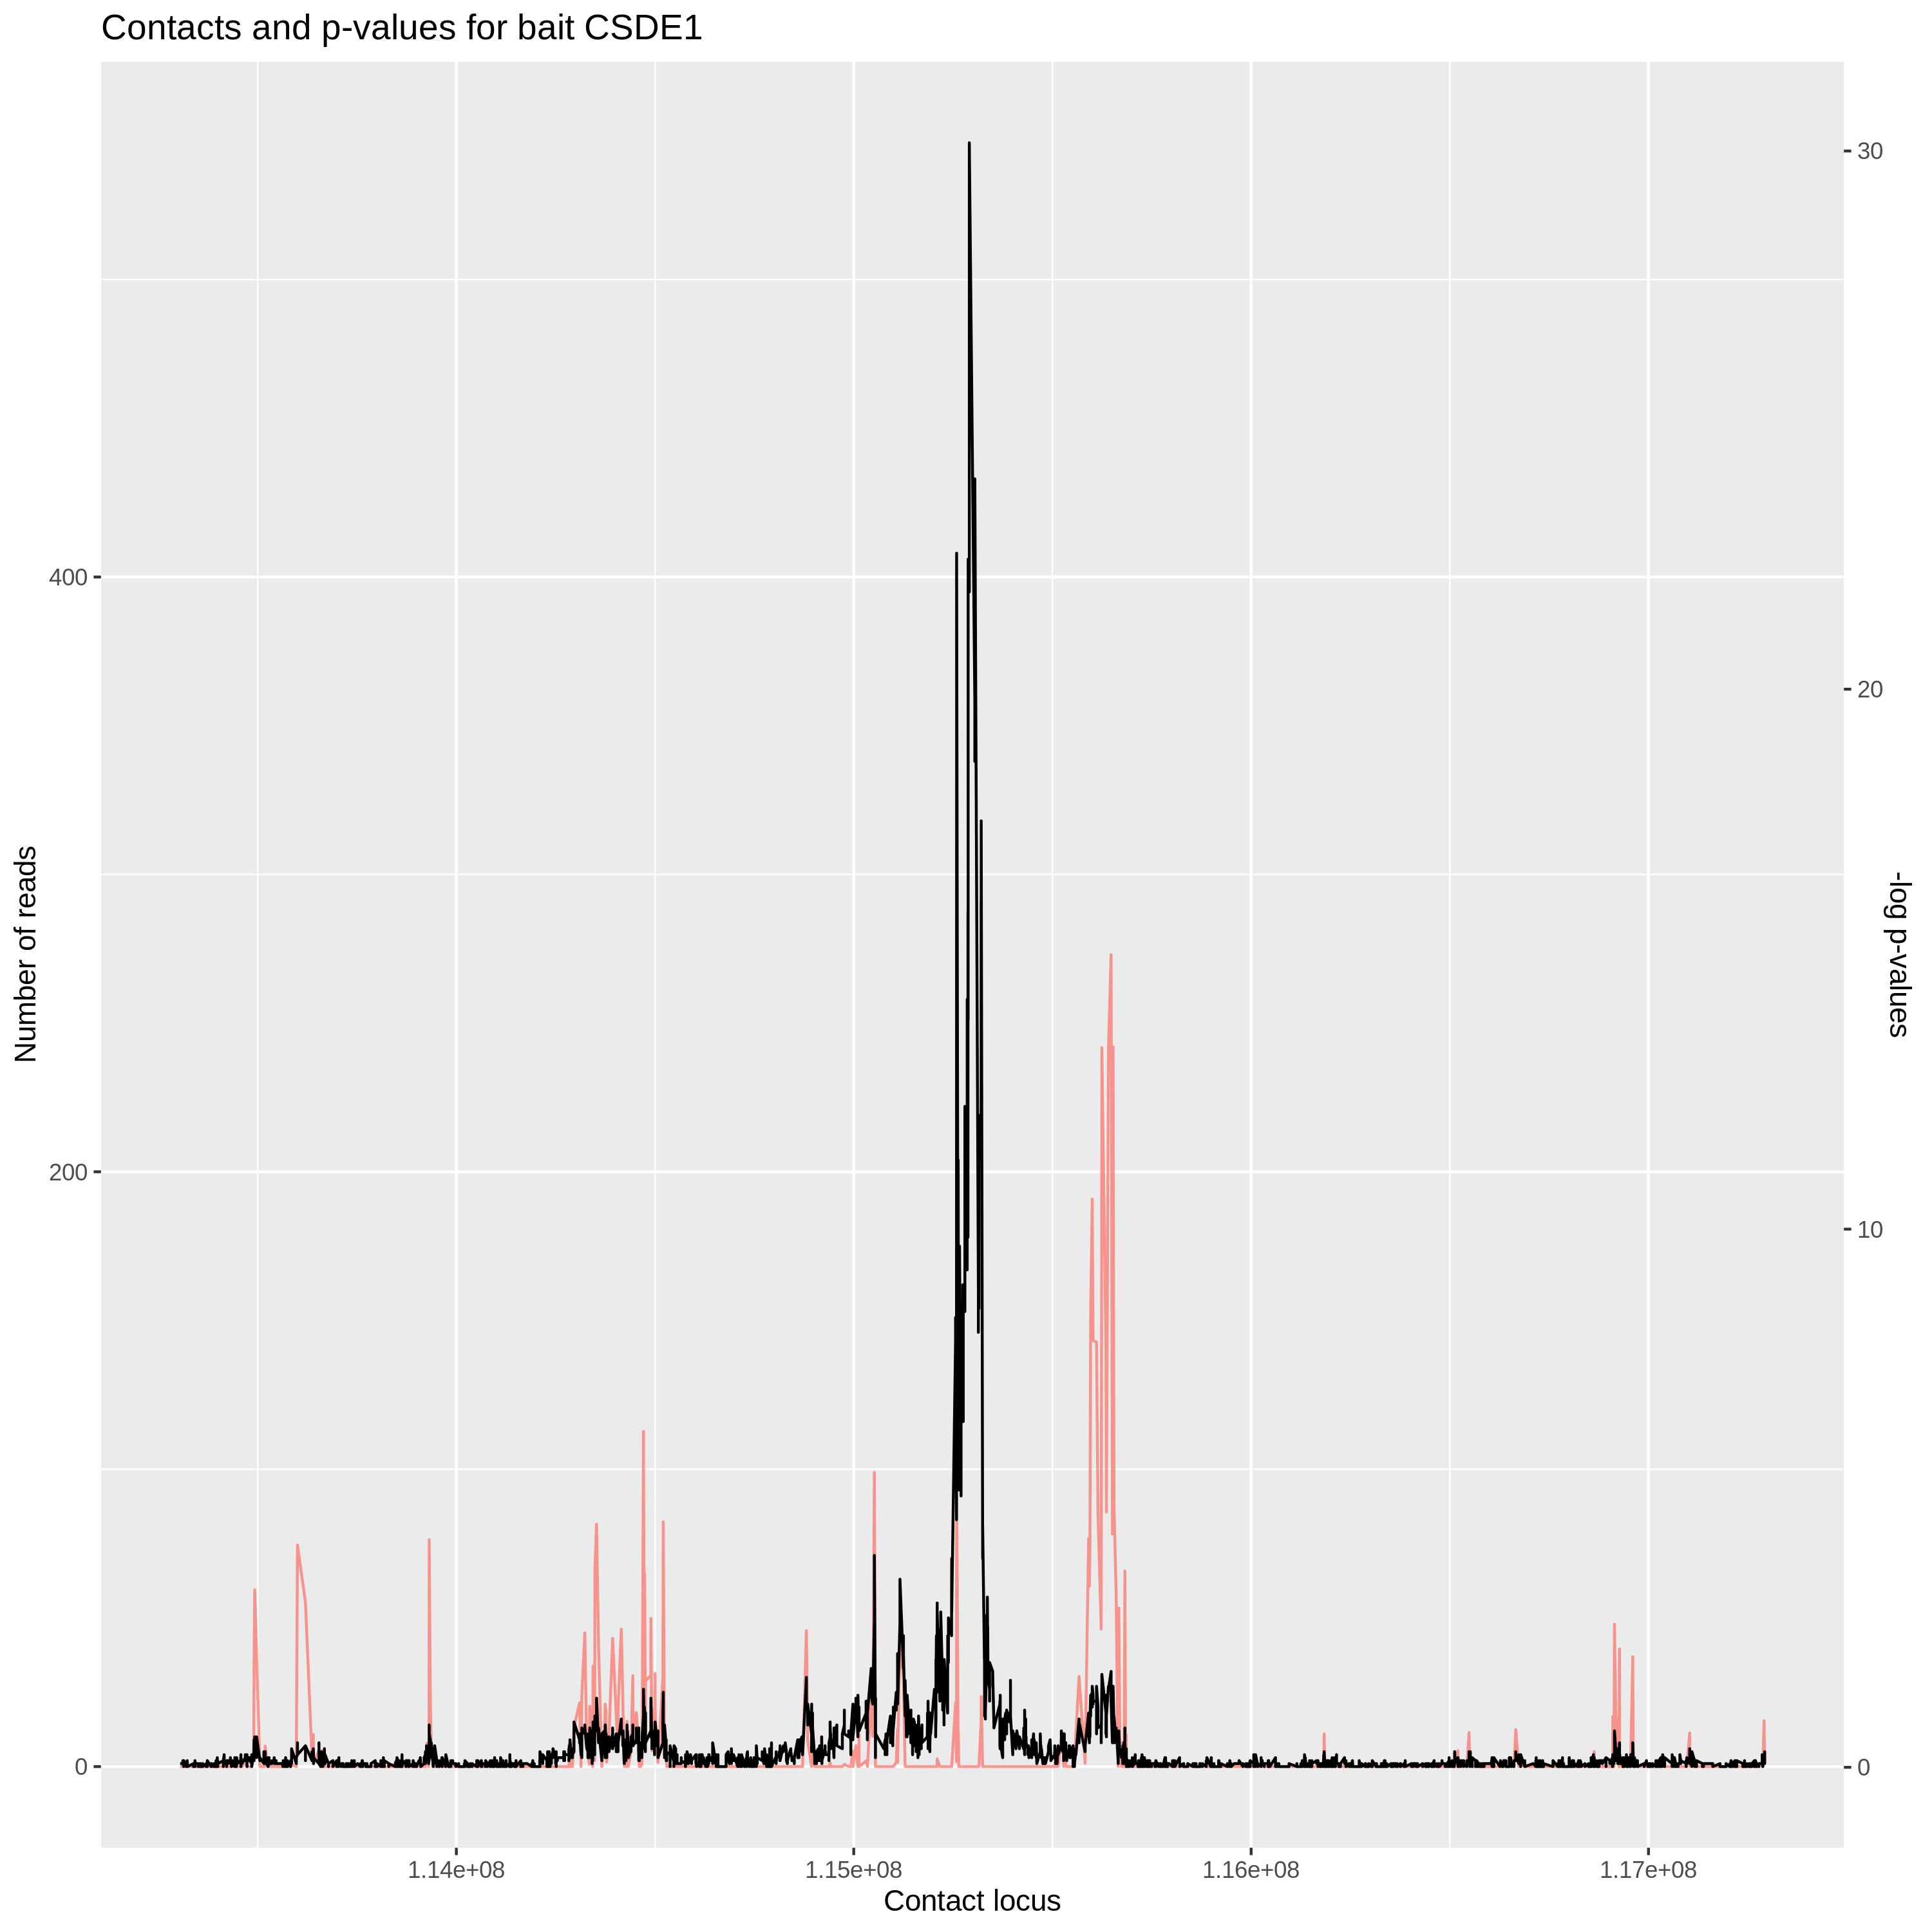 Contacts and p-values for bait CSDE1
Number of reads
400
200
0
30
20
10
0
-log p-values
1.14e+08
1.15e+08
1.16e+08
1.17e+08
Contact locus